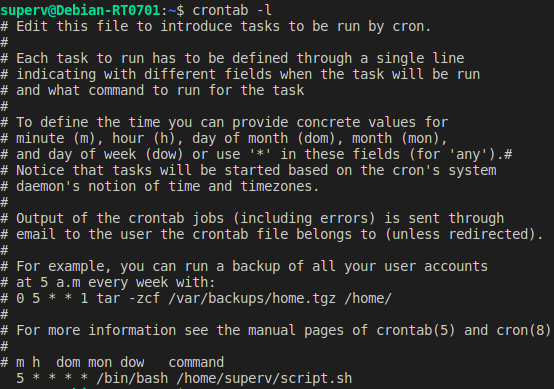 superv@Debian-RT0701:~$ crontab -l
# Edit this file to introduce tasks to be run by cron.
#
# Each task to run has to be defined through a single line
# indicating with different fields when the task will be run
# and what command to run for the task
#
# To define the time you can provide concrete values for
# minute (m), hour (h), day of month (dom), month (mon),
# and day of week (dow) or use '*' in these fields (for 'any').#
# Notice that tasks will be started based on the cron's system
# daemon's notion of time and timezones.
#
# Output of the crontab jobs (including errors) is sent through
# email to the user the crontab file belongs to (unless redirected).
#
# For example, you can run a backup of all your user accounts
# at 5 a.m every week with:
# 0 5 * * 1 tar -zcf /var/backups/home.tgz /home/
#
# For more information see the manual pages of crontab(5) and cron(8)
#
# m h  dom mon dow   command
  5 * * * * /bin/bash /home/superv/script.sh